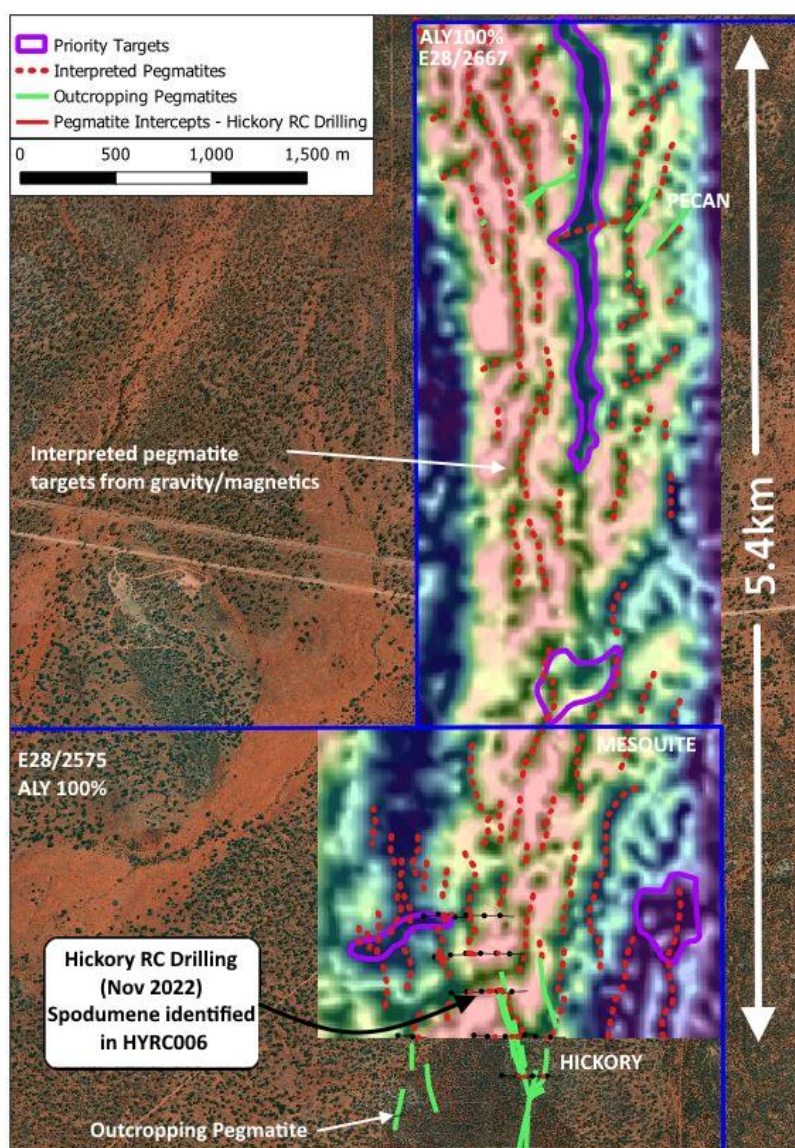 Priority Targets
Interpreted Pegmatites
Outcropping Pegmatites
Pegmatite Intercepts - Hickory RC Drilling
0 500 1,000 1,500 m
ALY100%
E28/2667
PECAN
Interpreted pegmatite
targets from gravity/magnetics
5.4km
E28/2575
ALY 100%
MESQUITE
Hickory RC Drilling
(Nov 2022)
Spodumene identified
in HYRC006
HICKORY
Outcropping Pegmatite